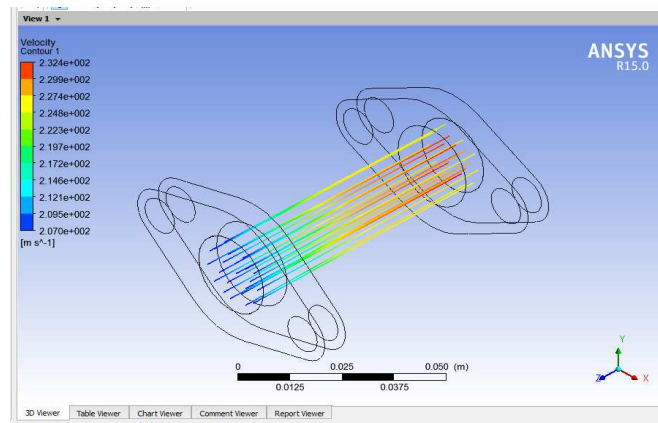 View 1
Velocity
Contour 1
2.324e+002
2.299e+002
2.274e+002
2.248e+002
2.223e+002
2.197e+002
2.172e+002
2.146e+002
2.121e+002
2.095e+002
2.070e+002
[m s^-1]
ANSYS
R15.0
0 0.025 0.050 (m)
0.0125 0.0375
Y
Z X
3D Viewer Table Viewer Chart Viewer Comment Viewer Report Viewer